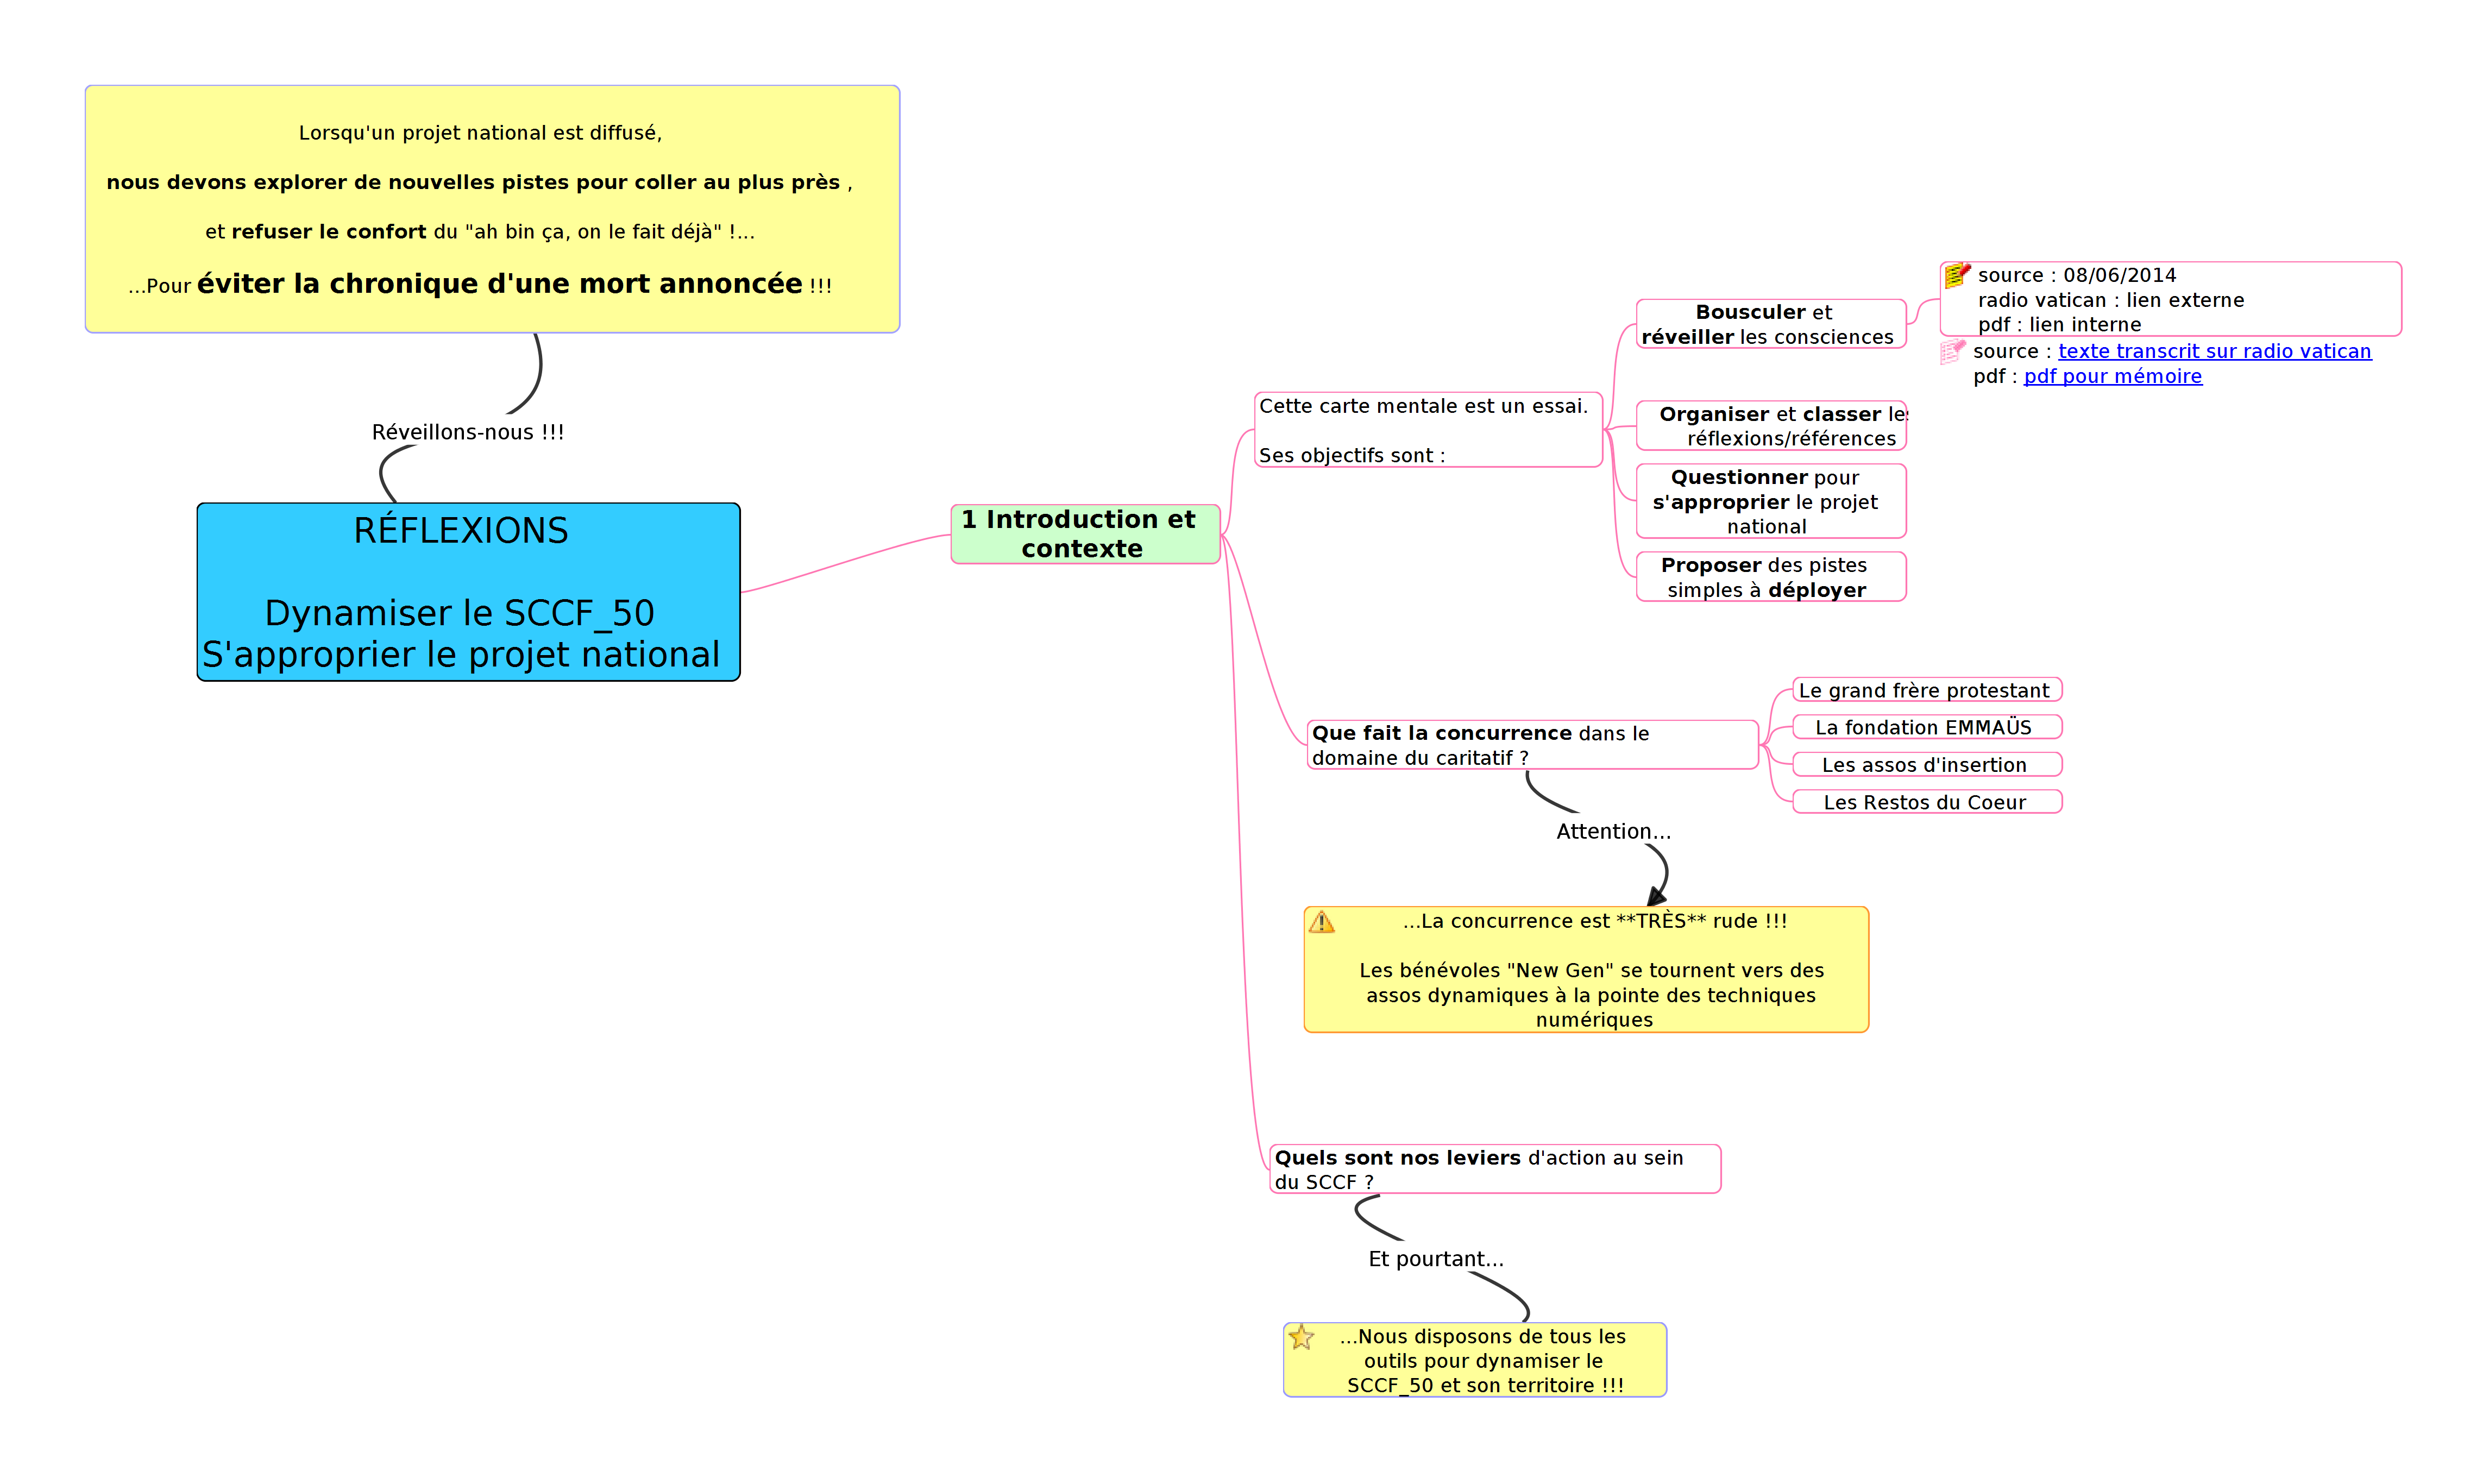 Lorsqu'un projet national est diffusé,
nous devons explorer de nouvelles pistes pour coller au plus près ,
et refuser le confort du "ah bin ça, on le fait déjà" !...
...Pour éviter la chronique d'une mort annoncée !!!
Réveillons-nous !!!
RÉFLEXIONS
Dynamiser le SCCF_50
S'approprier le projet national
1 Introduction et
contexte
Cette carte mentale est un essai.
Ses objectifs sont :
Bousculer et
réveiller les consciences
source : 08/06/2014
radio vatican : lien externe
pdf : lien interne
source : texte transcrit sur radio vatican
pdf : pdf pour mémoire
Organiser et classer les
réflexions/références
Questionner pour
s'approprier le projet
national
Proposer des pistes
simples à déployer
Que fait la concurrence dans le
domaine du caritatif ?
Le grand frère protestant
La fondation EMMAÜS
Les assos d'insertion
Les Restos du Coeur
Attention...
...La concurrence est **TRÈS** rude !!!
Les bénévoles "New Gen" se tournent vers des
assos dynamiques à la pointe des techniques
numériques
Quels sont nos leviers d'action au sein
du SCCF ?
Et pourtant...
...Nous disposons de tous les
outils pour dynamiser le
SCCF_50 et son territoire !!!